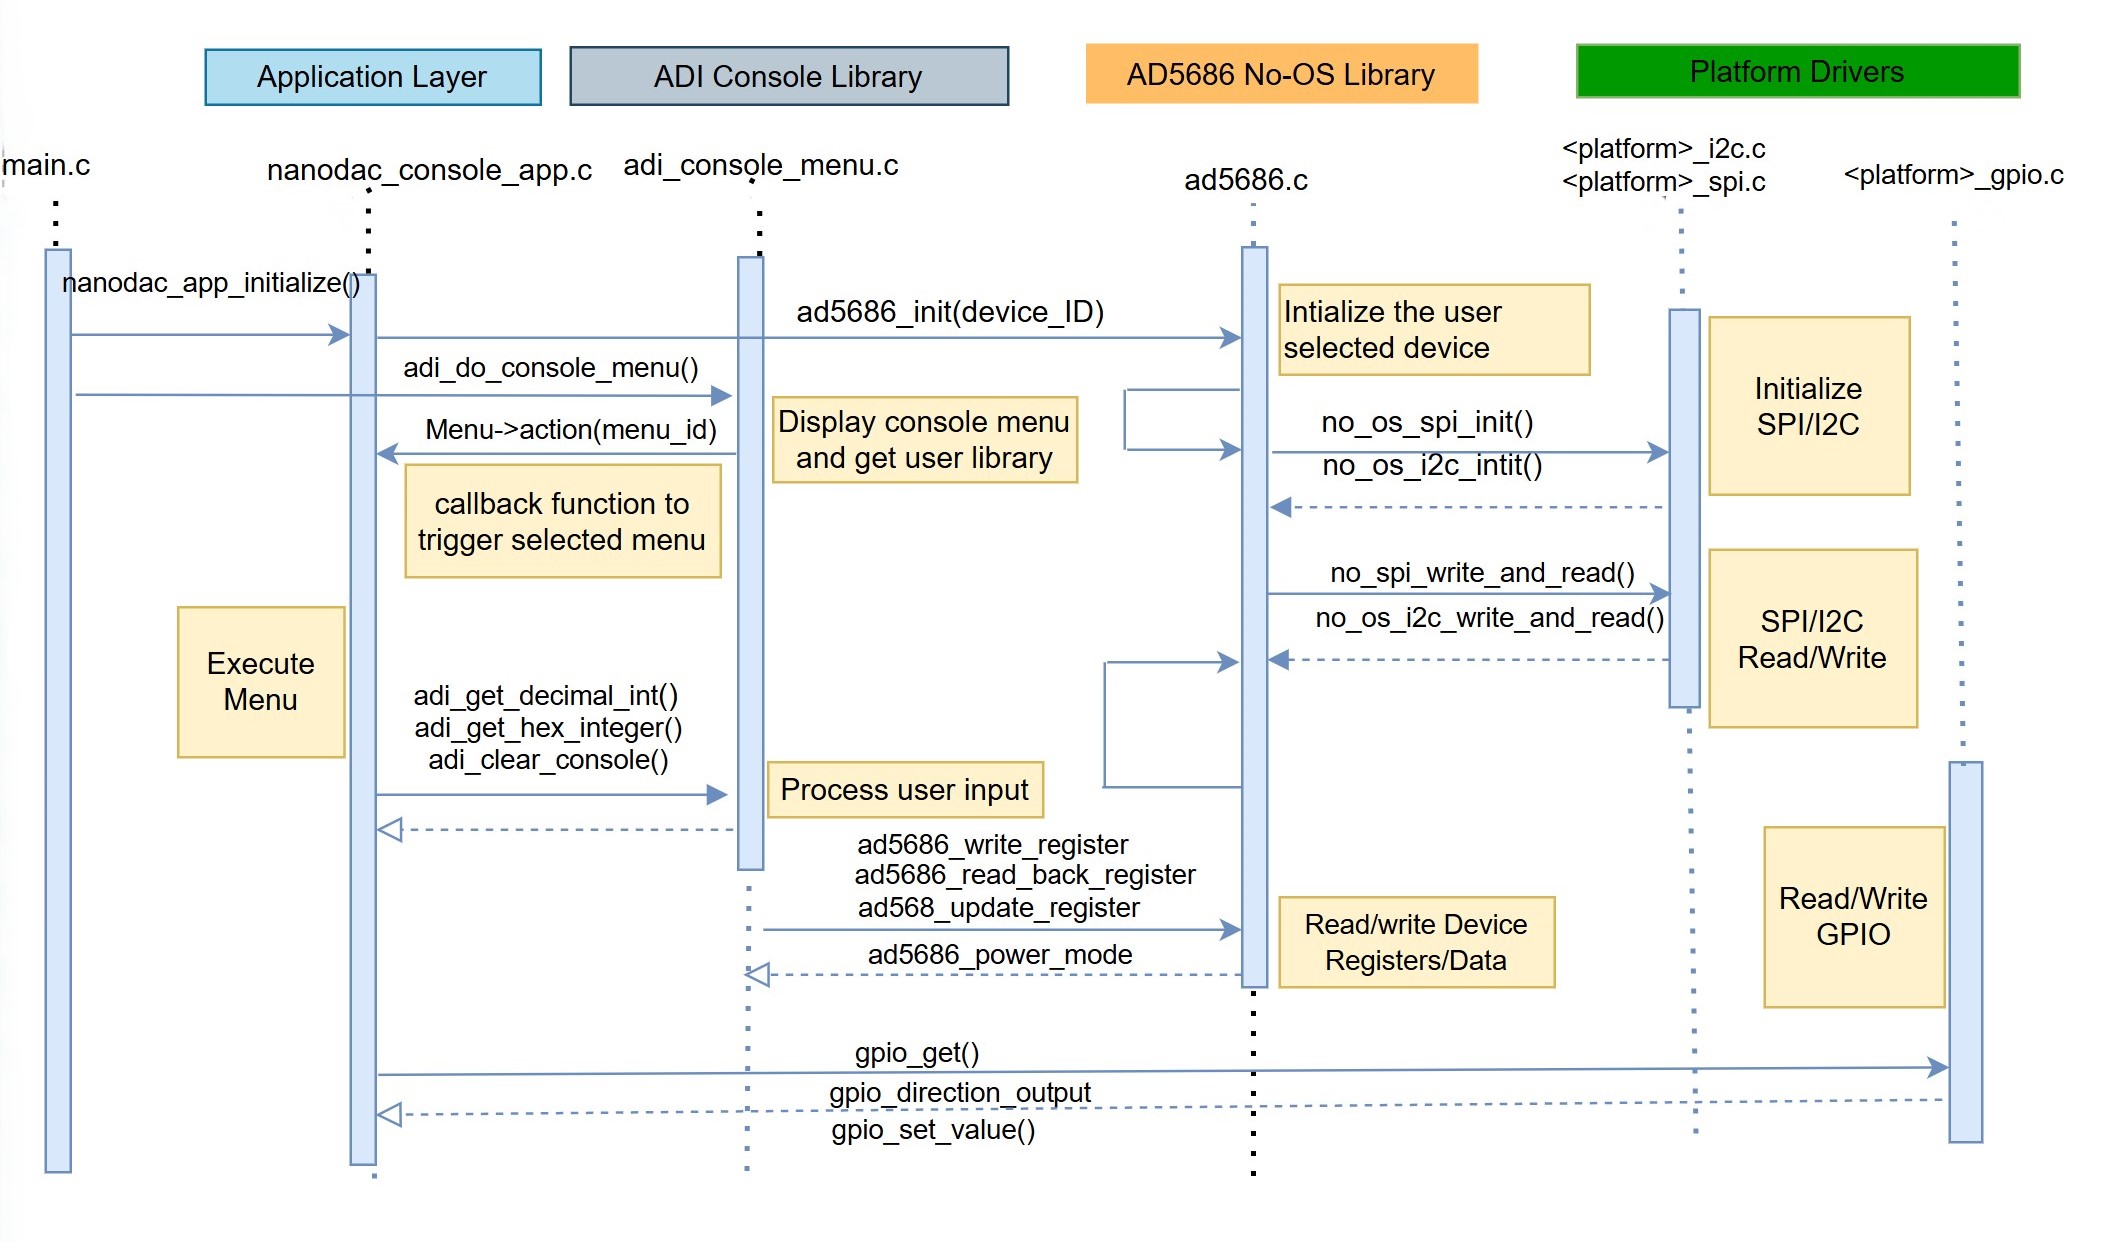 Application Layer
ADI Console Library
AD5686 No-OS Library
Platform Drivers
main.c
nanodac_console_app.c
adi_console_menu.c
ad5686.c
<platform>_i2c.c
<platform>_spi.c
<platform>_gpio.c
nanodac_app_initialize()
ad5686_init(device_ID)
Intialize the user
selected device
adi_do_console_menu()
Menu->action(menu_id)
Display console menu
and get user library
no_os_spi_init()
no_os_i2c_intit()
Initialize
SPI/I2C
callback function to
trigger selected menu
no_spi_write_and_read()
no_os_i2c_write_and_read()
SPI/I2C
Read/Write
Execute
Menu
adi_get_decimal_int()
adi_get_hex_integer()
adi_clear_console()
Process user input
ad5686_write_register
ad5686_read_back_register
ad568_update_register
ad5686_power_mode
Read/write Device
Registers/Data
Read/Write
GPIO
gpio_get()
gpio_direction_output
gpio_set_value()